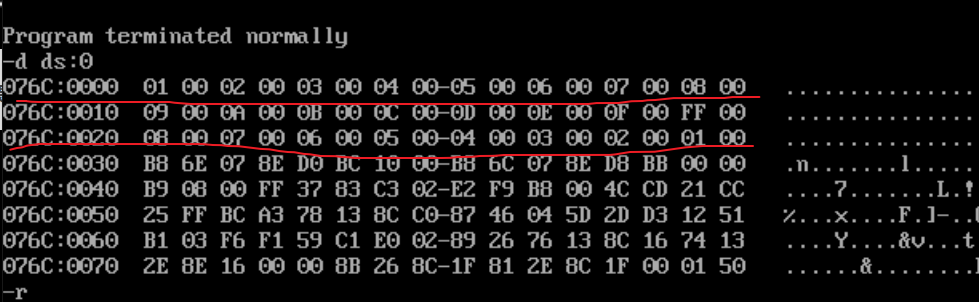 Program terminated normally
-d ds:0
076C:0000  01 00 02 00 03 00 04 00-05 00 06 00 07 00 08 00   ................
076C:0010  09 00 0A 00 0B 00 0C 00-0D 00 0E 00 0F 00 FF 00   ................
076C:0020  08 00 07 00 06 00 05 00-04 00 03 00 02 00 01 00   ................
076C:0030  B8 6E 07 8E D0 BC 10 00-B8 6C 07 8E D8 BB 00 00   .n.......l......
076C:0040  B9 08 00 FF 37 83 C3 02-E2 F9 B8 00 4C CD 21 CC   ....7.......L.!
076C:0050  25 FF BC A3 78 13 8C C0-87 46 04 5D 2D D3 12 51   %...x....F.]-..
076C:0060  B1 03 F6 F1 59 C1 E0 02-89 26 76 13 8C 16 74 13   ....Y....&v...t
076C:0070  2E 8E 16 00 00 8B 26 8C-1F 81 2E 8C 1F 00 01 50   ......&........
-r